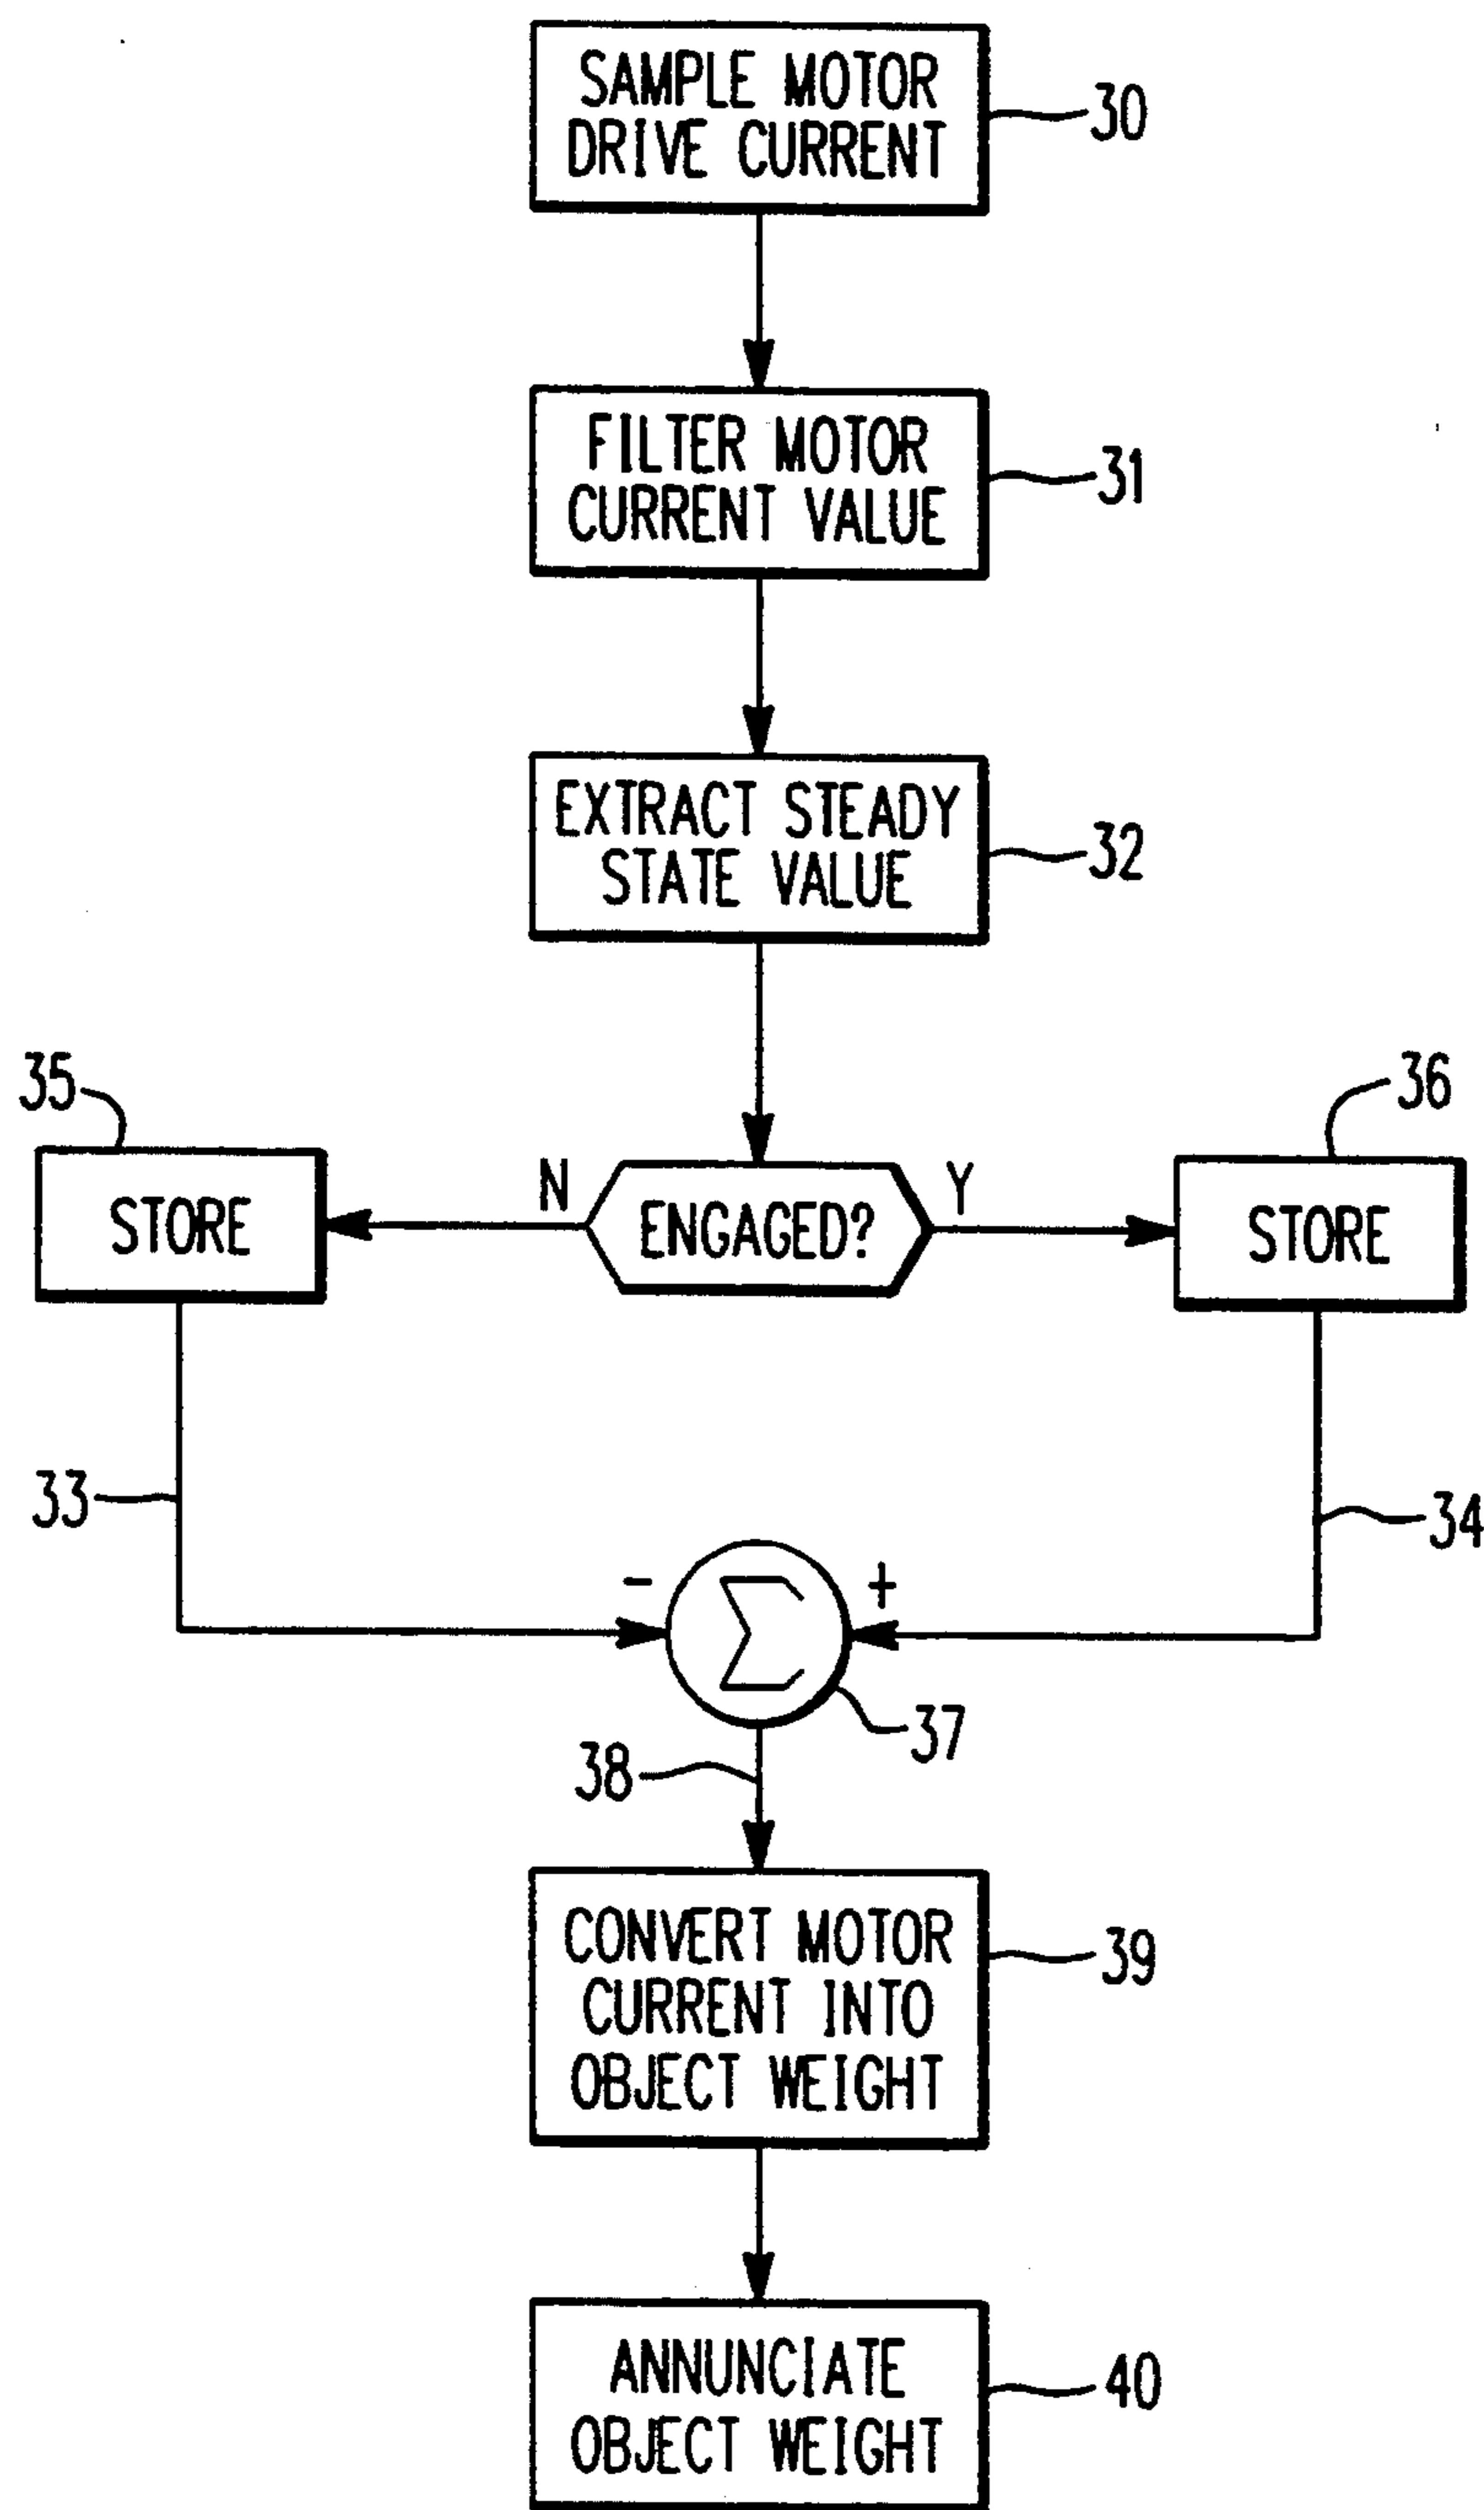 SAMPLE MOTOR
DRIVE CURRENT
30
FILTER MOTOR
CURRENT VALUE
31
EXTRACT STEADY
STATE VALUE
32
35
36
STORE
N
ENGAGED?
Y
STORE
33
34
-
Σ
+
37
38
CONVERT MOTOR
CURRENT INTO
OBJECT WEIGHT
39
ANNUNCIATE
OBJECT WEIGHT
40